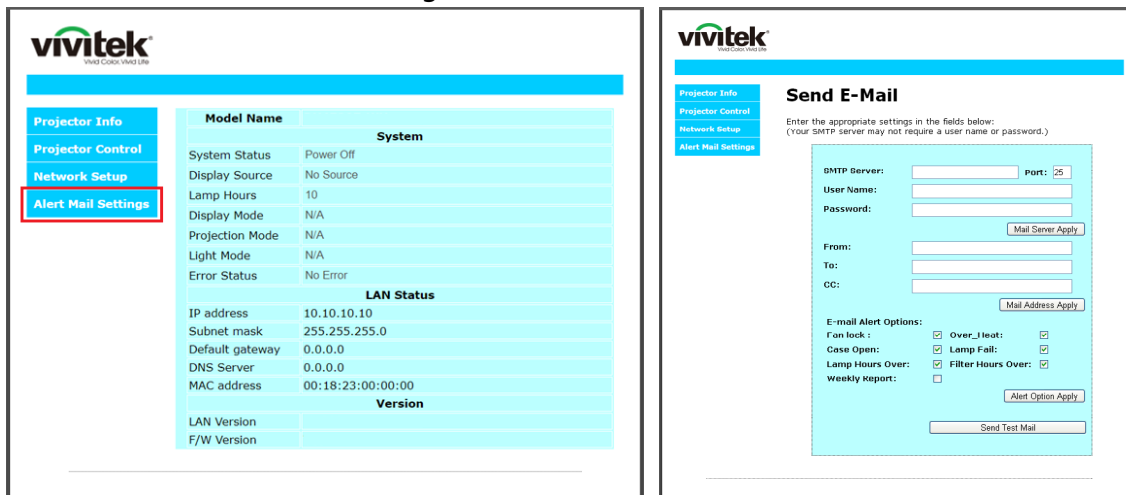 vivitek
Vivid Color, Vivid Life
Projector Info
Projector Control
Network Setup
Alert Mail Settings
Model Name
System
System Status Power Off
Display Source No Source
Lamp Hours 10
Display Mode N/A
Projection Mode N/A
Light Mode N/A
Error Status No Error
LAN Status
IP address 10.10.10.10
Subnet mask 255.255.255.0
Default gateway 0.0.0.0
DNS Server 0.0.0.0
MAC address 00:18:23:00:00:00
Version
LAN Version
F/W Version
vivitek
Vivid Color, Vivid Life
Projector Info
Projector Control
Network Setup
Alert Mail Settings
Send E-Mail
Enter the appropriate settings in the fields below:
(Your SMTP server may not require a user name or password.)
SMTP Server: Port: 25
User Name:
Password:
Mail Server Apply
From:
To:
CC:
Mail Address Apply
E-mail Alert Options:
Fan lock : Over_Heat:
Case Open: Lamp Fail:
Lamp Hours Over: Filter Hours Over:
Weekly Report:
Alert Option Apply
Send Test Mail